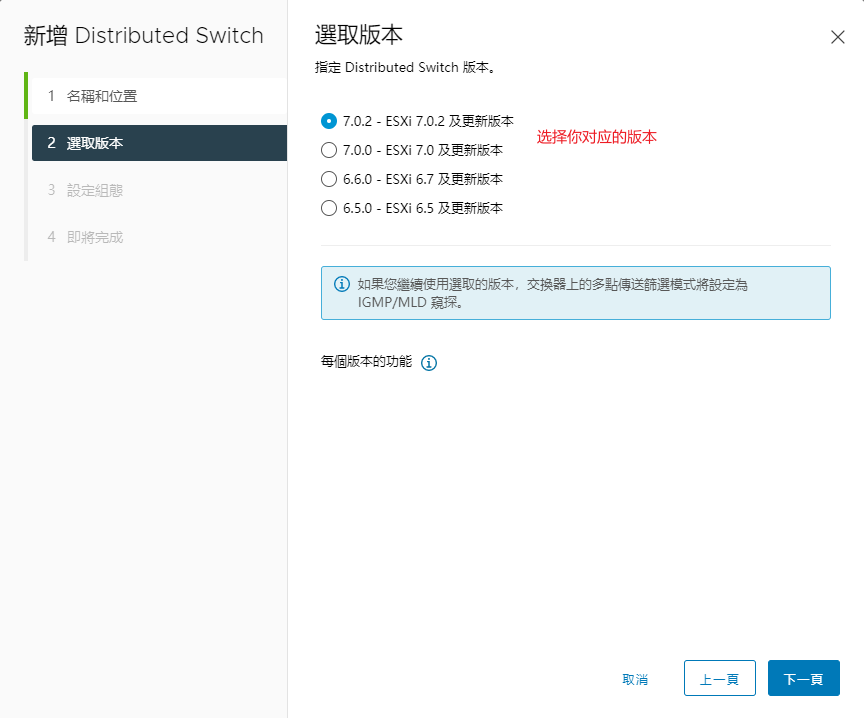 新增 Distributed Switch
1 名稱和位置
2 選取版本
3 設定組態
4 即將完成
選取版本
指定 Distributed Switch 版本。
7.0.2 - ESXi 7.0.2 及更新版本
7.0.0 - ESXi 7.0 及更新版本
6.6.0 - ESXi 6.7 及更新版本
6.5.0 - ESXi 6.5 及更新版本
选择你对应的版本
如果您繼續使用選取的版本，交換器上的多點傳送篩選模式將設定為
IGMP/MLD 窺探。
每個版本的功能
取消
上一頁
下一頁